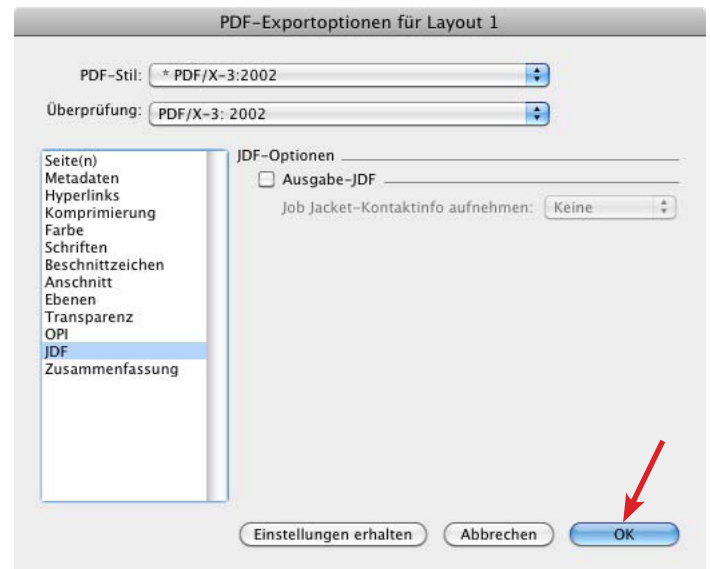 PDF-Exportoptionen für Layout 1
PDF-Stil: * PDF/X-3:2002
Überprüfung: PDF/X-3: 2002
Seite(n)
Metadaten
Hyperlinks
Komprimierung
Farbe
Schriften
Beschnittzeichen
Anschnitt
Ebenen
Transparenz
OPI
JDF
Zusammenfassung
JDF-Optionen
Ausgabe-JDF
Job Jacket-Kontaktinfo aufnehmen: Keine
Einstellungen erhalten Abbrechen OK